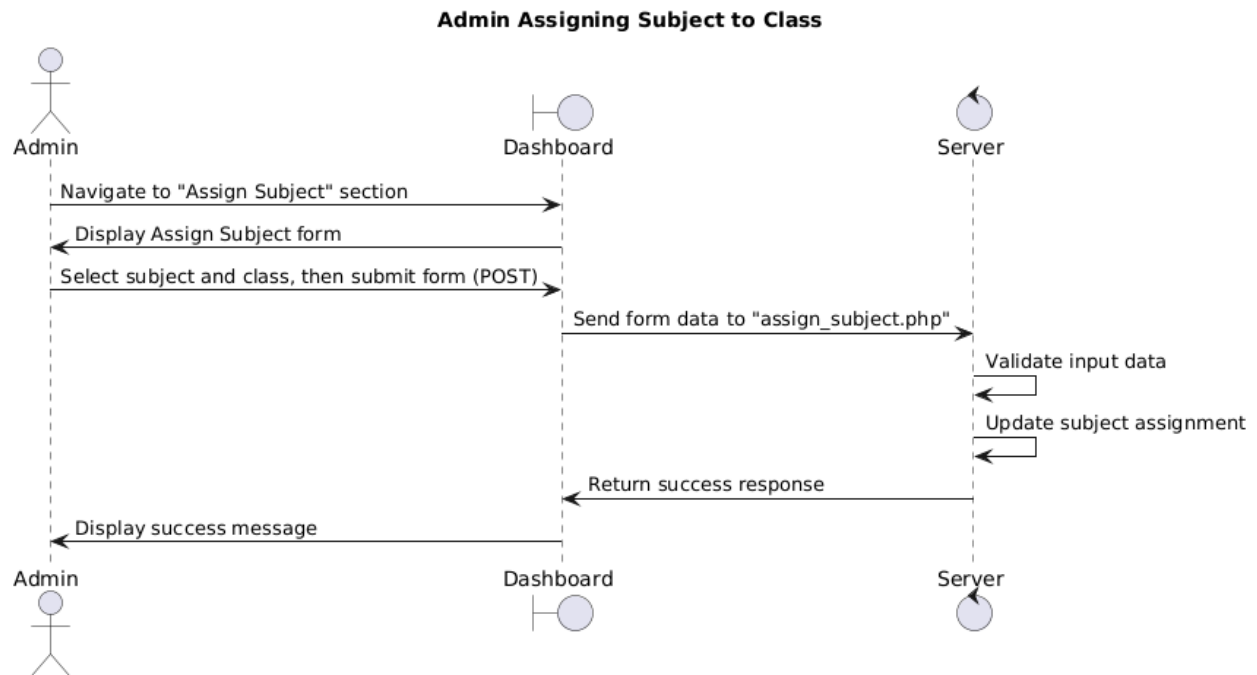 Admin Assigning Subject to Class
Admin
Dashboard
Server
Navigate to "Assign Subject" section
Display Assign Subject form
Select subject and class, then submit form (POST)
Send form data to "assign_subject.php"
Validate input data
Update subject assignment
Return success response
Display success message
Admin
Dashboard
Server